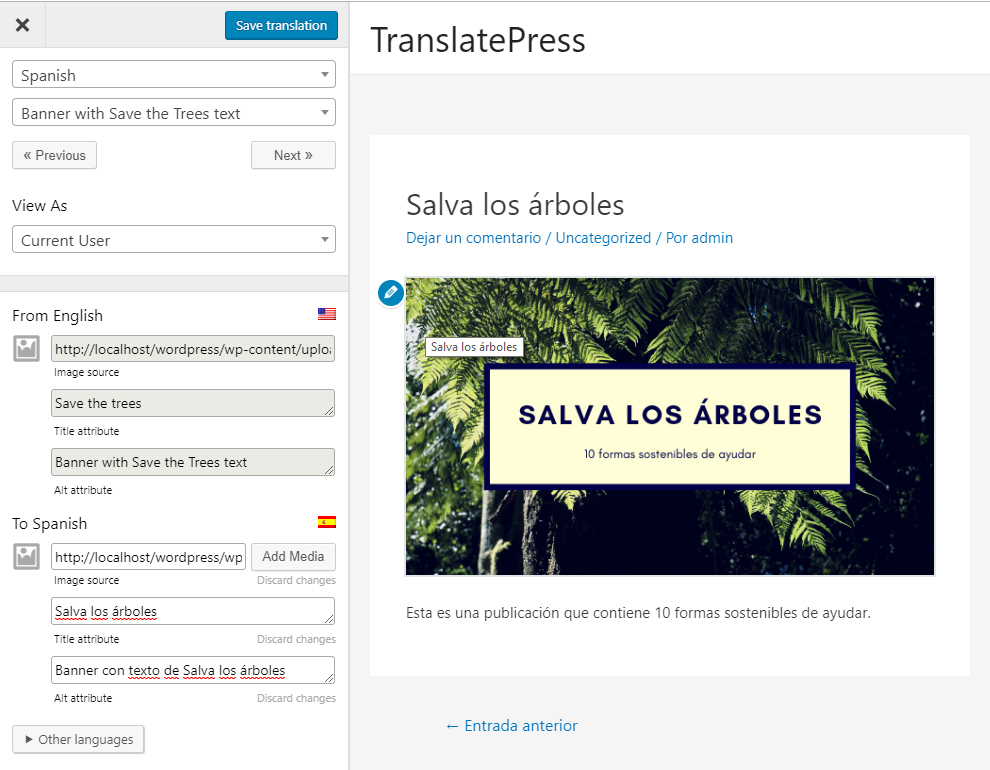 Save translation
Spanish
Banner with Save the Trees text
« Previous
Next »
View As
Current User
From English
http://localhost/wordpress/wp-content/uploa
Image source
Save the trees
Title attribute
Banner with Save the Trees text
Alt attribute
To Spanish
http://localhost/wordpress/wp
Add Media
Image source
Discard changes
Salva los árboles
Title attribute
Discard changes
Banner con texto de Salva los árboles
Alt attribute
Discard changes
Other languages
TranslatePress
Salva los árboles
Dejar un comentario / Uncategorized / Por admin
Salva los árboles
SALVA LOS ÁRBOLES
10 formas sostenibles de ayudar
Esta es una publicación que contiene 10 formas sostenibles de ayudar.
← Entrada anterior